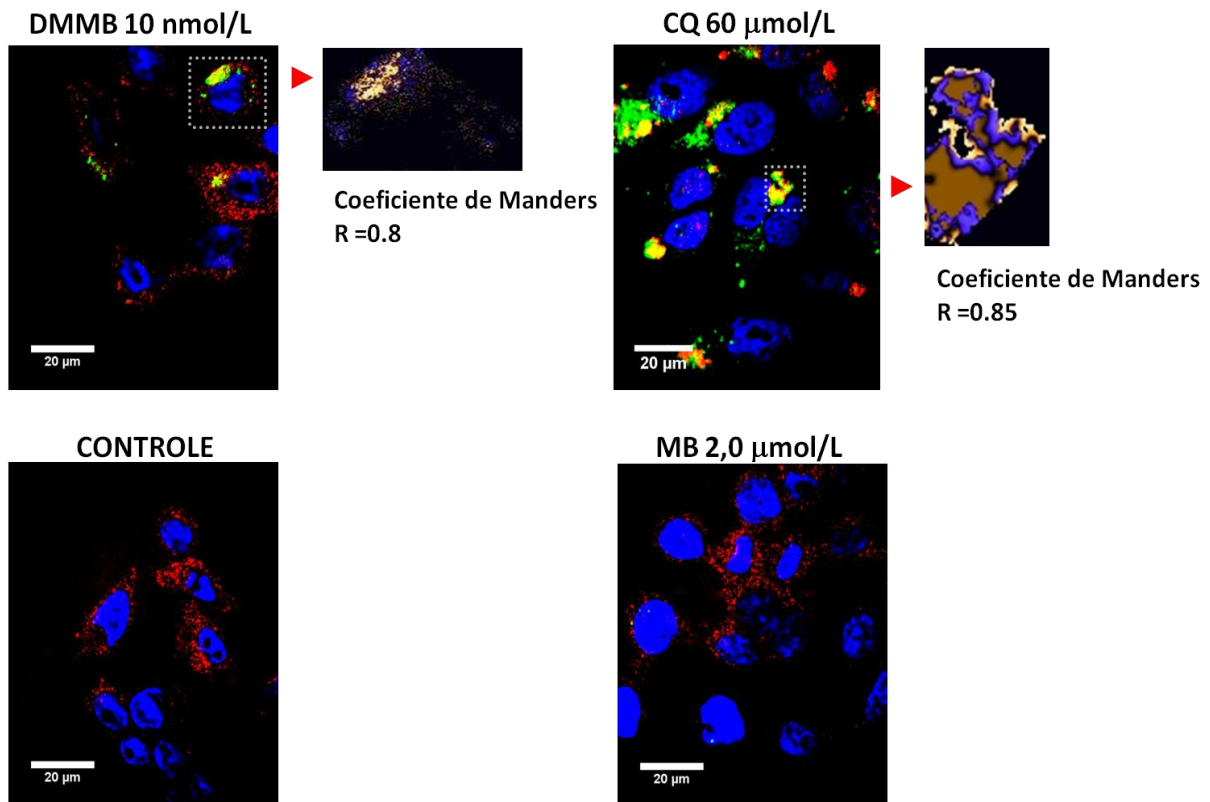 DMMB 10 nmol/L
CQ 60 μmol/L
Coeficiente de Manders
R =0.8
20 µm
Coeficiente de Manders
R =0.85
20 µm
CONTROLE
MB 2,0 μmol/L
20 µm
20 µm